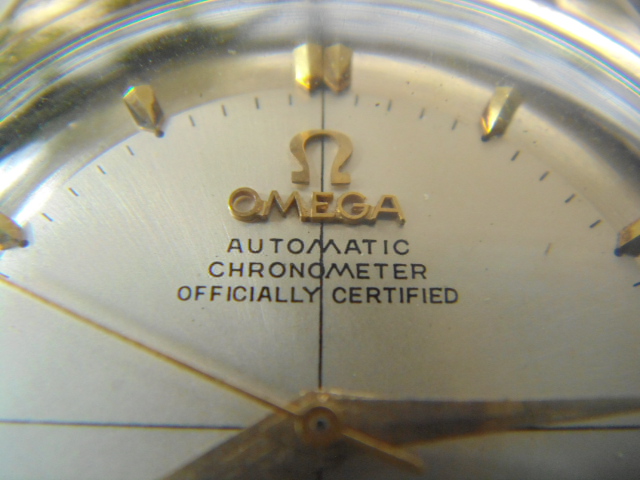 Ω
OMEGA
AUTOMATIC
CHRONOMETER
OFFICIALLY CERTIFIED